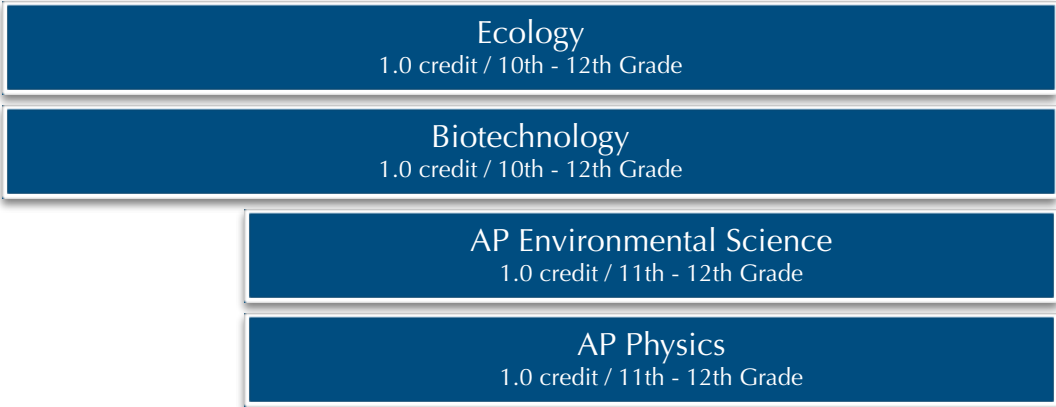 Ecology
1.0 credit / 10th - 12th Grade
Biotechnology
1.0 credit / 10th - 12th Grade
AP Environmental Science
1.0 credit / 11th - 12th Grade
AP Physics
1.0 credit / 11th - 12th Grade